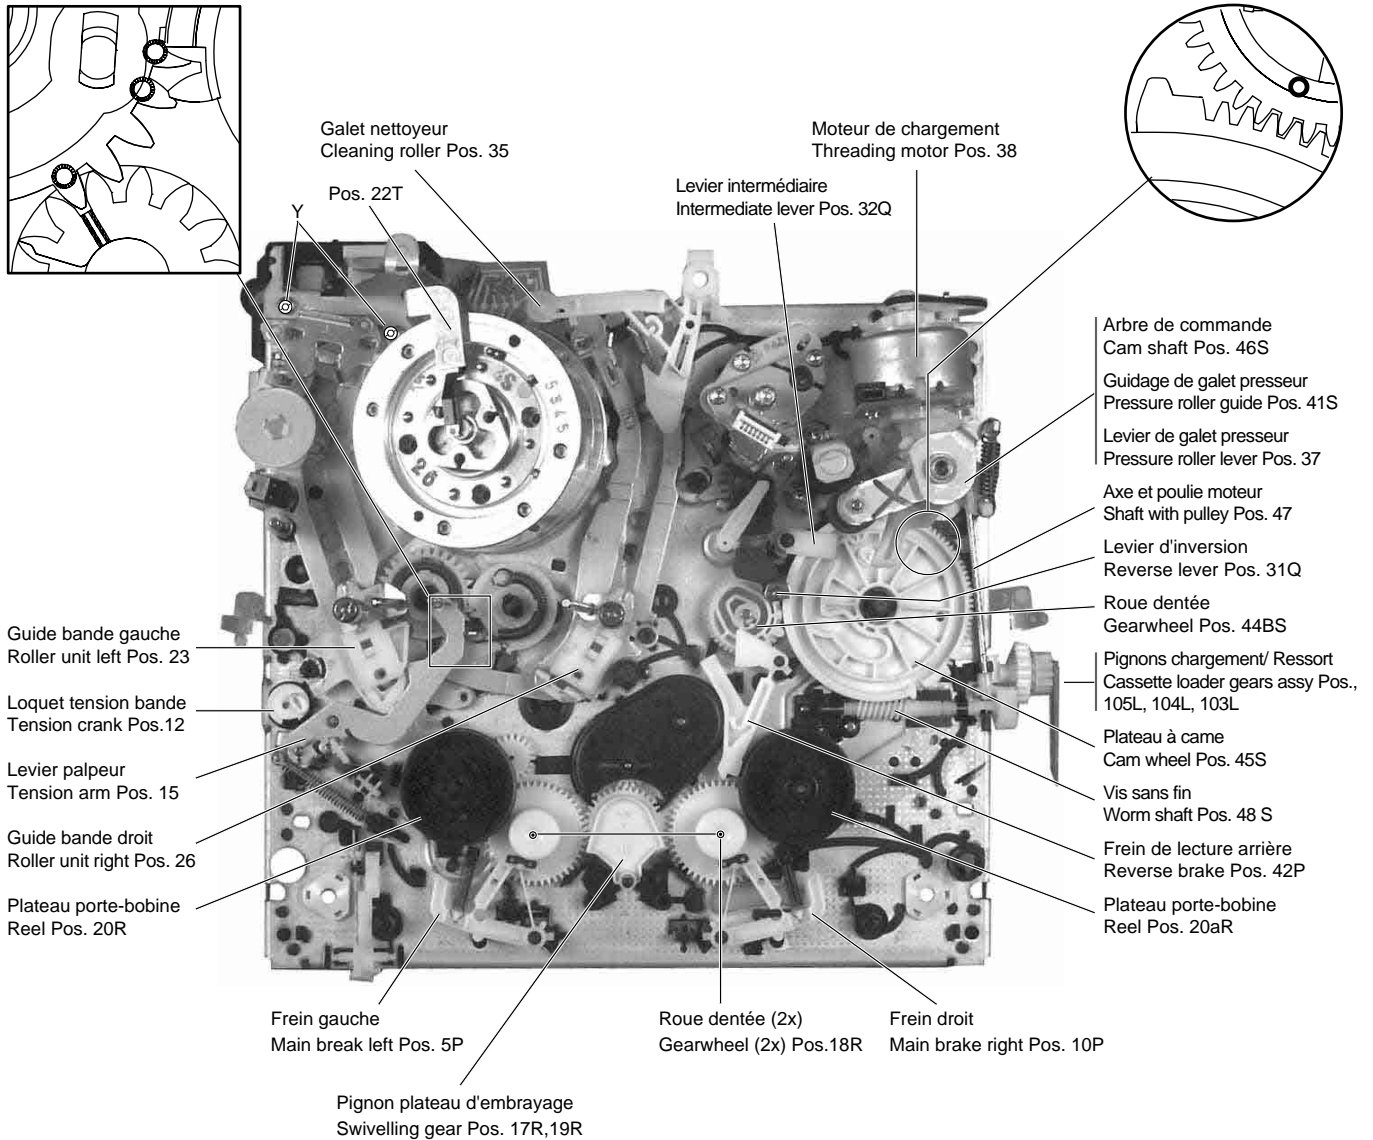 Galet nettoyeur
Cleaning roller Pos. 35
Pos. 22T
Y
Moteur de chargement
Threading motor Pos. 38
Levier intermédiaire
Intermediate lever Pos. 32Q
Arbre de commande
Cam shaft Pos. 46S
Guidage de galet presseur
Pressure roller guide Pos. 41S
Levier de galet presseur
Pressure roller lever Pos. 37
Axe et poulie moteur
Shaft with pulley Pos. 47
Levier d'inversion
Reverse lever Pos. 31Q
Roue dentée
Gearwheel Pos. 44BS
Pignons chargement/ Ressort
Cassette loader gears assy Pos.,
105L, 104L, 103L
Plateau à came
Cam wheel Pos. 45S
Vis sans fin
Worm shaft Pos. 48 S
Frein de lecture arrière
Reverse brake Pos. 42P
Plateau porte-bobine
Reel Pos. 20aR
Guide bande gauche
Roller unit left Pos. 23
Loquet tension bande
Tension crank Pos.12
Levier palpeur
Tension arm Pos. 15
Guide bande droit
Roller unit right Pos. 26
Plateau porte-bobine
Reel Pos. 20R
5845
26
Frein gauche
Main break left Pos. 5P
Roue dentée (2x)
Gearwheel (2x) Pos.18R
Frein droit
Main brake right Pos. 10P
Pignon plateau d'embrayage
Swivelling gear Pos. 17R,19R